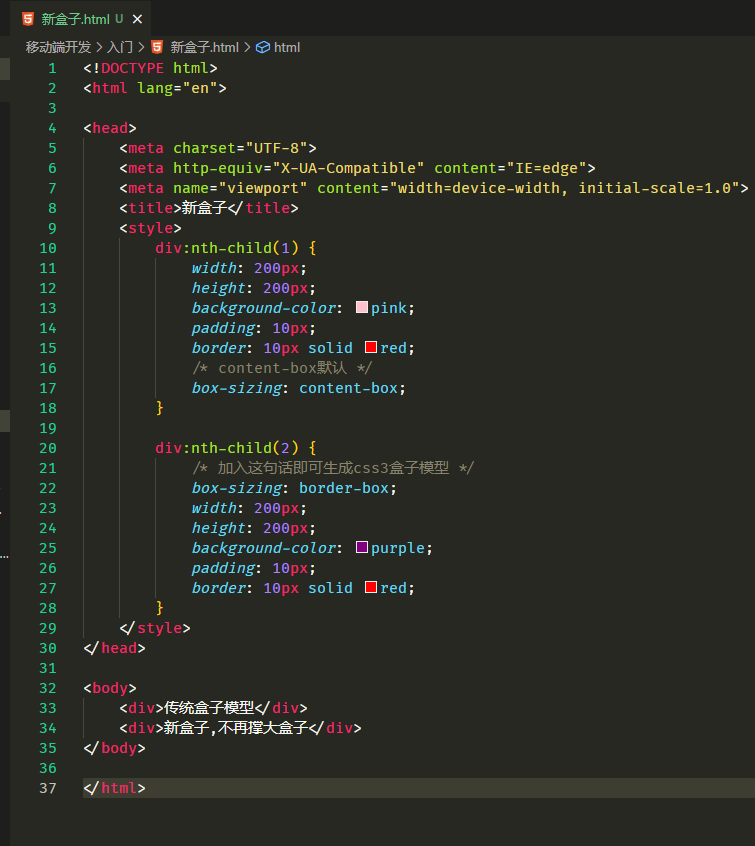 新盒子.html U ×
移动端开发 > 入门 > 新盒子.html > html
1 <!DOCTYPE html>
2 <html lang="en">
3
4 <head>
5     <meta charset="UTF-8">
6     <meta http-equiv="X-UA-Compatible" content="IE=edge">
7     <meta name="viewport" content="width=device-width, initial-scale=1.0">
8     <title>新盒子</title>
9     <style>
10         div:nth-child(1) {
11             width: 200px;
12             height: 200px;
13             background-color: pink;
14             padding: 10px;
15             border: 10px solid red;
16             /* content-box默认 */
17             box-sizing: content-box;
18         }
19
20         div:nth-child(2) {
21             /* 加入这句话即可生成css3盒子模型 */
22             box-sizing: border-box;
23             width: 200px;
24             height: 200px;
25             background-color: purple;
26             padding: 10px;
27             border: 10px solid red;
28         }
29     </style>
30 </head>
31
32 <body>
33     <div>传统盒子模型</div>
34     <div>新盒子,不再撑大盒子</div>
35 </body>
36
37 </html>